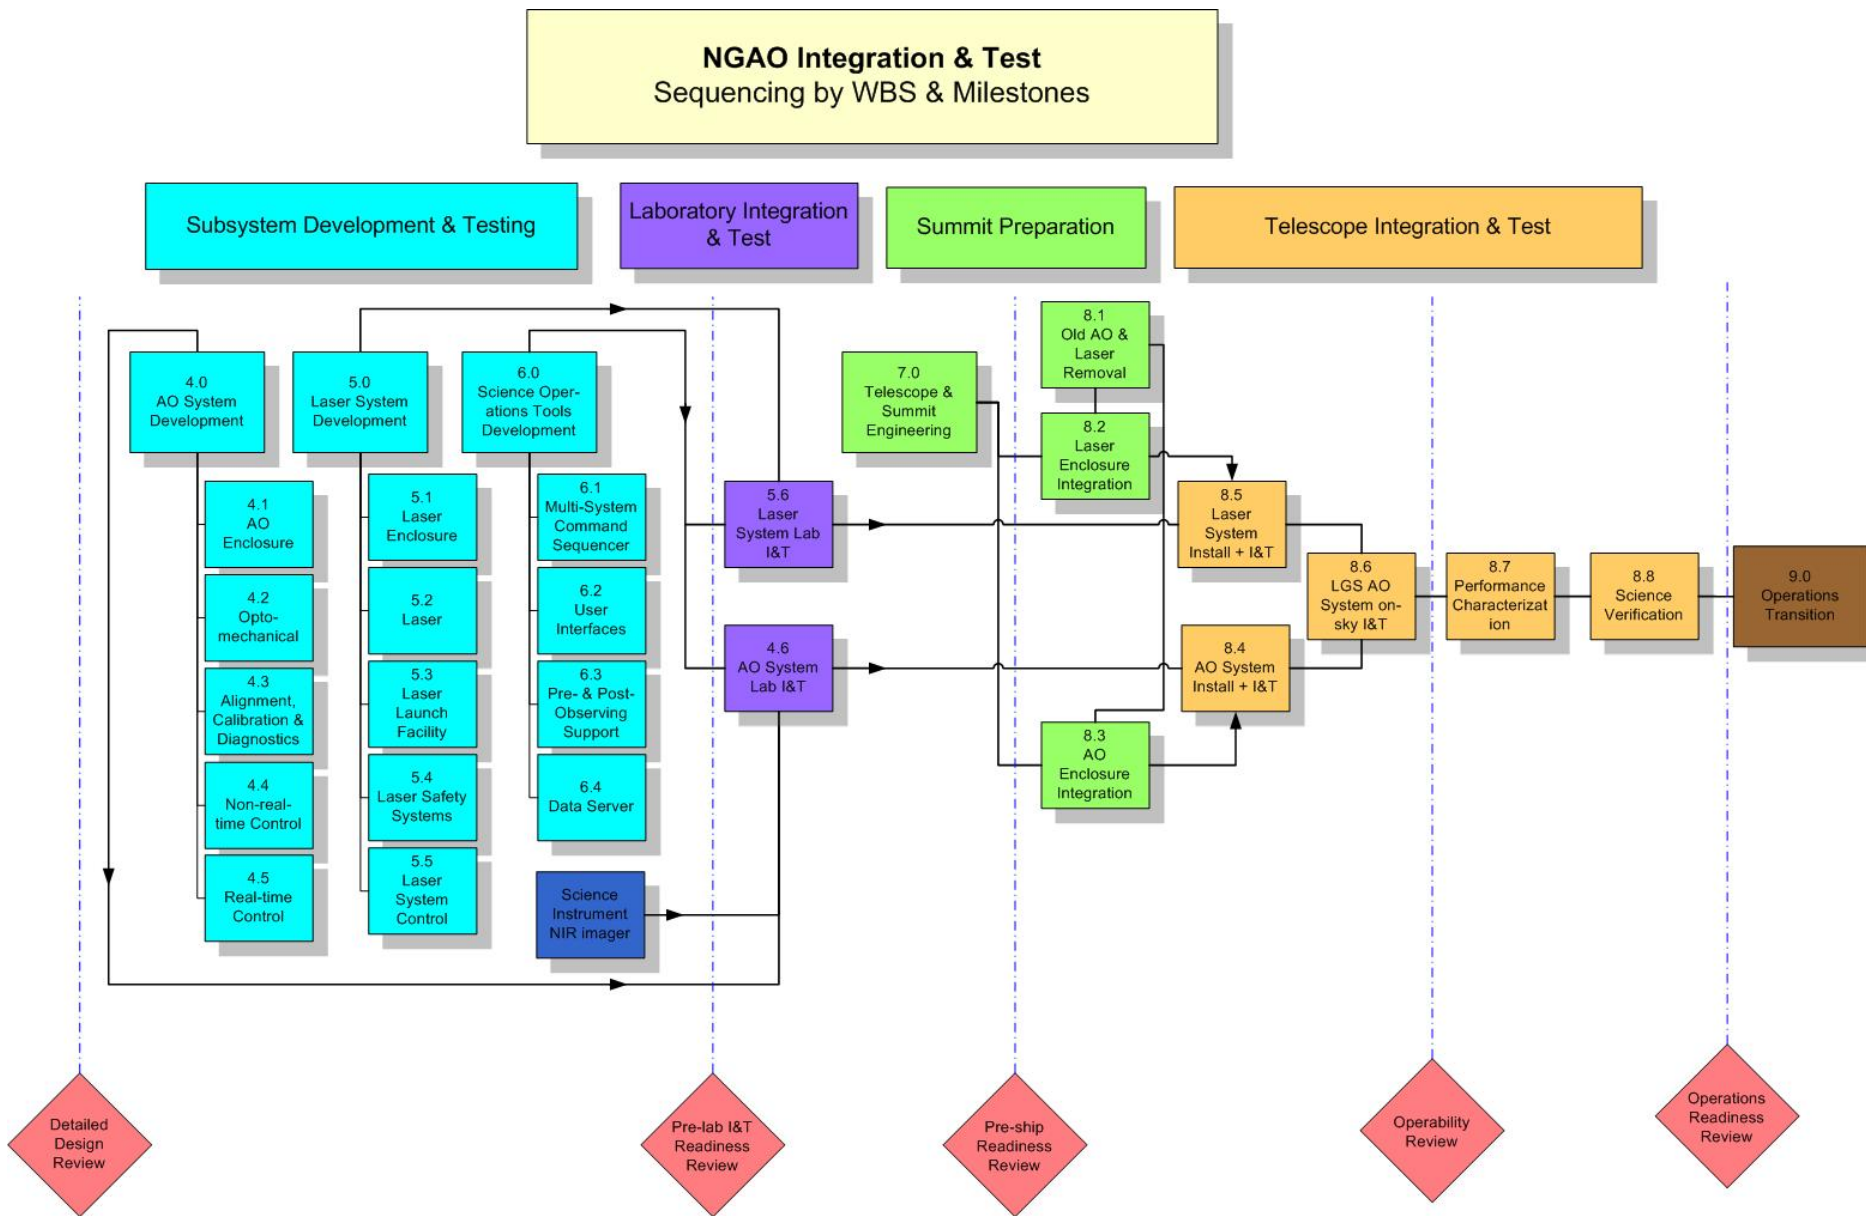 NGAO Integration & Test
Sequencing by WBS & Milestones
Subsystem Development & Testing
Laboratory Integration
& Test
Summit Preparation
Telescope Integration & Test
4.0
AO System
Development
4.1
AO
Enclosure
4.2
Opto-
mechanical
4.3
Alignment,
Calibration &
Diagnostics
4.4
Non-real-
time Control
4.5
Real-time
Control
5.0
Laser System
Development
5.1
Laser
Enclosure
5.2
Laser
5.3
Laser
Launch
Facility
5.4
Laser Safety
Systems
5.5
Laser
System
Control
6.0
Science Oper-
ations Tools
Development
6.1
Multi-System
Command
Sequencer
6.2
User
Interfaces
6.3
Pre- & Post-
Observing
Support
6.4
Data Server
Science
Instrument
NIR imager
5.6
Laser
System Lab
I&T
4.6
AO System
Lab I&T
7.0
Telescope &
Summit
Engineering
8.1
Old AO &
Laser
Removal
8.2
Laser
Enclosure
Integration
8.3
AO
Enclosure
Integration
8.5
Laser
System
Install + I&T
8.4
AO System
Install + I&T
8.6
LGS AO
System on-
sky I&T
8.7
Performance
Characterizat
ion
8.8
Science
Verification
9.0
Operations
Transition
Detailed
Design
Review
Pre-lab I&T
Readiness
Review
Pre-ship
Readiness
Review
Operability
Review
Operations
Readiness
Review